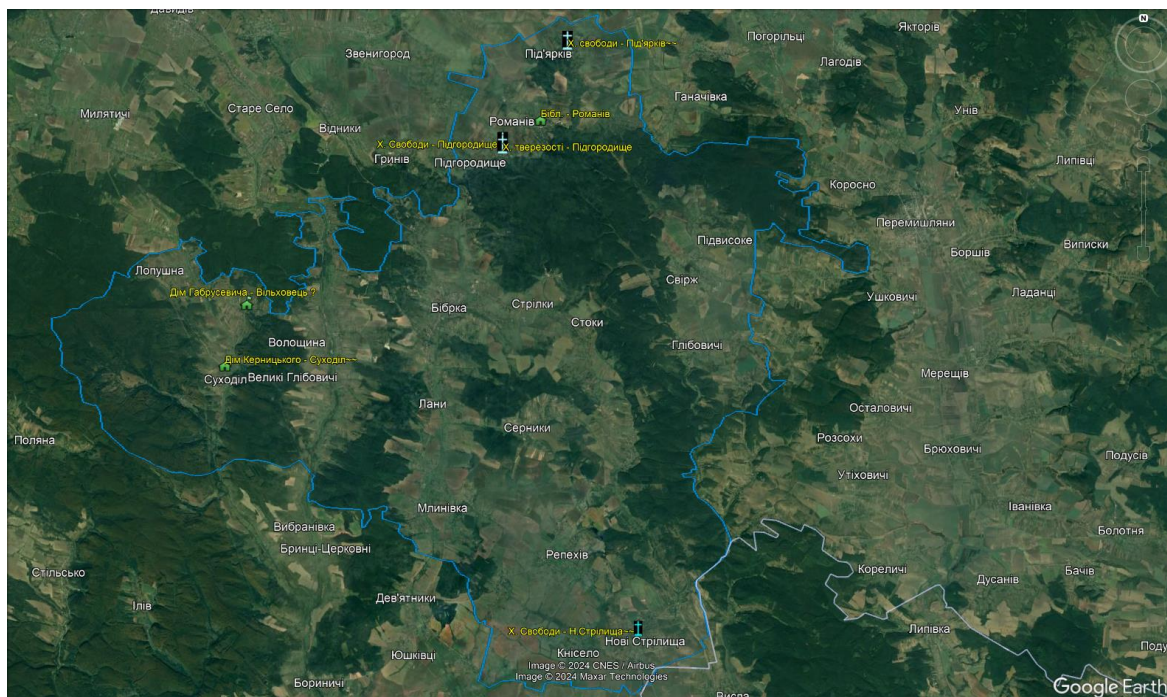 Давидів
N
Якторів
Х. свободи - Під'ярків~~
Погорільці
Звенигород
Під'ярків
Лагодів
Ганачівка
Старе Село
Милятичі
Бібл. - Романів
Романів
Унів
Відники
Х. Свободи - Підгородище
Х. тверезості - Підгородище
Гринів
Підгородище
Липівці
Коросно
Перемишляни
Підвисоке
Виписки
Боршів
Лопушна
Свірж
Дім Габрусевича - Вільховець ?
Ладанці
Ушковичі
Стрілки
Бібрка
Стоки
Волощина
Глібовичі
Дім Керницького - Суходіл~~
Мерещів
Суходіл
Великі Глібовичі
Лани
Осталовичі
Серники
Поляна
Розсохи
Брюховичі
Подусів
Утіховичі
Млинівка
Іванівка
Вибранівка
Болотня
Бринці-Церковні
Репехів
Кореличі
Бачів
Стільсько
Дусанів
Дев'ятники
Ілів
Липівка
Х. Свободи - Н.Стрілища~~
Нові Стрілища
Кнісело
Поду
Юшківці
Image © 2024 CNES / Airbus
Image © 2024 Maxar Technologies
Бориничі
Google Earth
Висла